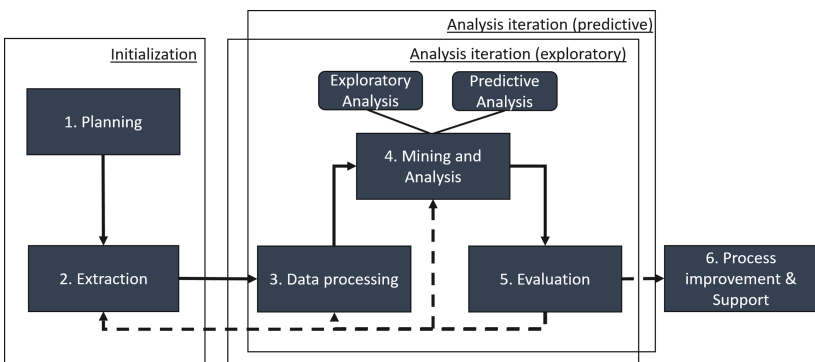 Analysis iteration (predictive)
Initialization
Analysis iteration (exploratory)
Exploratory
Analysis
Predictive
Analysis
1. Planning
4. Mining and
Analysis
2. Extraction
3. Data processing
5. Evaluation
6. Process
improvement &
Support